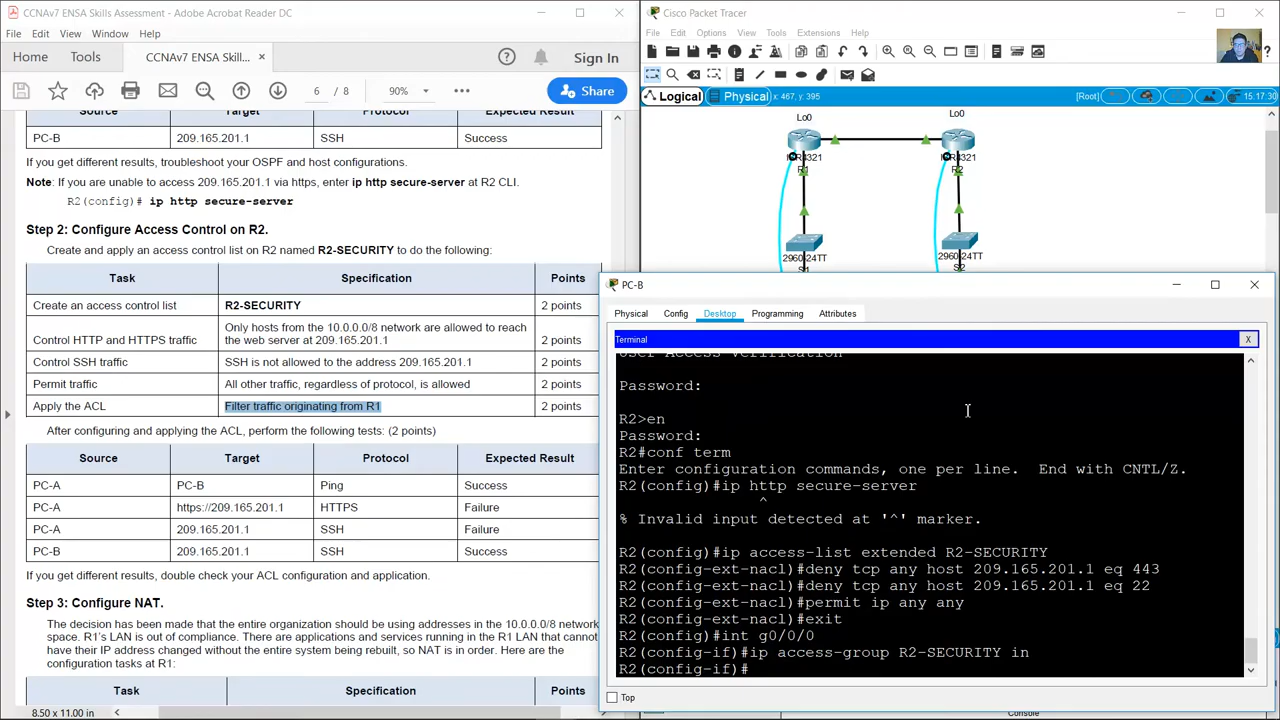 CCNAv7 ENSA Skills Assessment - Adobe Acrobat Reader DC
File Edit View Window Help
Home Tools CCNAv7 ENSA Skil... × Sign In
6 / 8 90% Share
Source Target Protocol Expected Result
PC-B 209.165.201.1 SSH Success
If you get different results, troubleshoot your OSPF and host configurations.
Note: If you are unable to access 209.165.201.1 via https, enter ip http secure-server at R2 CLI.
R2(config)# ip http secure-server
Step 2: Configure Access Control on R2.
Create and apply an access control list on R2 named R2-SECURITY to do the following:
Task Specification Points
Create an access control list R2-SECURITY 2 points
Control HTTP and HTTPS traffic Only hosts from the 10.0.0.0/8 network are allowed to reach the web server at 209.165.201.1 2 points
Control SSH traffic SSH is not allowed to the address 209.165.201.1 2 points
Permit traffic All other traffic, regardless of protocol, is allowed 2 points
Apply the ACL Filter traffic originating from R1 2 points
After configuring and applying the ACL, perform the following tests: (2 points)
Source Target Protocol Expected Result
PC-A PC-B Ping Success
PC-A https://209.165.201.1 HTTPS Failure
PC-A 209.165.201.1 SSH Failure
PC-B 209.165.201.1 SSH Success
If you get different results, double check your ACL configuration and application.
Step 3: Configure NAT.
The decision has been made that the entire organization should be using addresses in the 10.0.0.0/8 network
space. R1's LAN is out of compliance. There are applications and services running in the R1 LAN that cannot
have their IP address changed without the entire system being rebuilt, so NAT is in order. Here are the
configuration tasks at R1:
Task Specification Points
8.50 x 11.00 in
Cisco Packet Tracer
File Edit Options View Tools Extensions Help
Logical Physical x: 467, y: 395 [Root] 15:17:30
Lo0 Lo0
R1 R2
2960-24TT 2960-24TT
S1 S2
PC-B
Physical Config Desktop Programming Attributes
Terminal X
User Access Verification
Password:
R2>en
Password:
R2#conf term
Enter configuration commands, one per line. End with CNTL/Z.
R2(config)#ip http secure-server
^
% Invalid input detected at '^' marker.
R2(config)#ip access-list extended R2-SECURITY
R2(config-ext-nacl)#deny tcp any host 209.165.201.1 eq 443
R2(config-ext-nacl)#deny tcp any host 209.165.201.1 eq 22
R2(config-ext-nacl)#permit ip any any
R2(config-ext-nacl)#exit
R2(config)#int g0/0/0
R2(config-if)#ip access-group R2-SECURITY in
R2(config-if)#
Top
Console